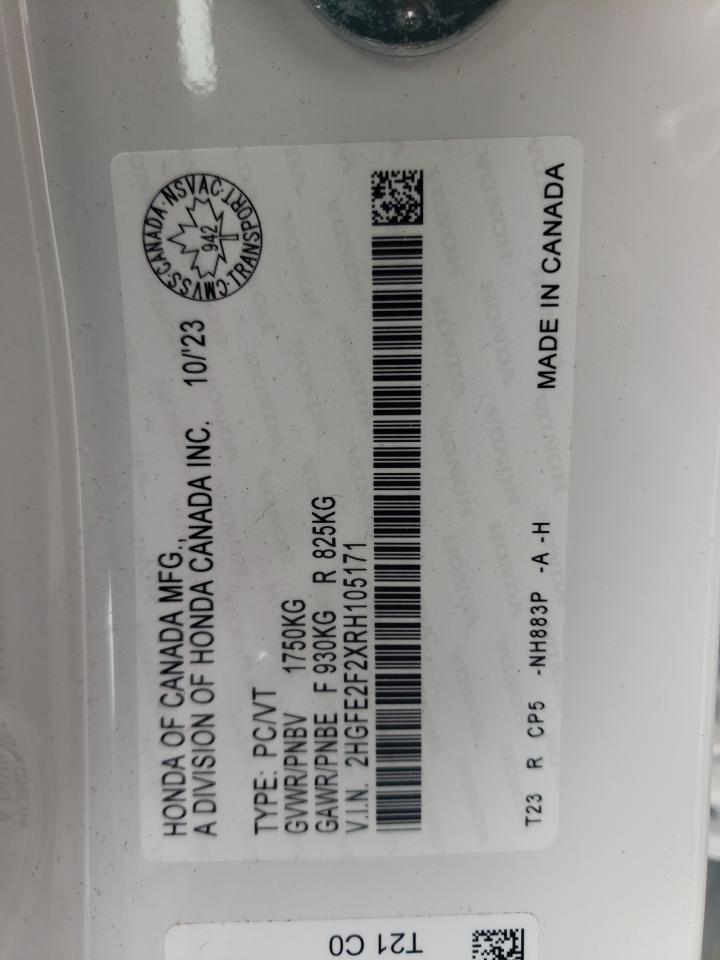 HONDA OF CANADA MFG.,
A DIVISION OF HONDA CANADA INC. 10/'23
TYPE: PC/VT
GVWR/PNBV 1750KG
GAWR/PNBE F 930KG R 825KG
V.I.N. 2HGFE2F2XRH105171
T23 R CP5 -NH883P -A -H
MADE IN CANADA
CMVSS·CANADA·NSVAC·TRANSPORT
942
T21 C0